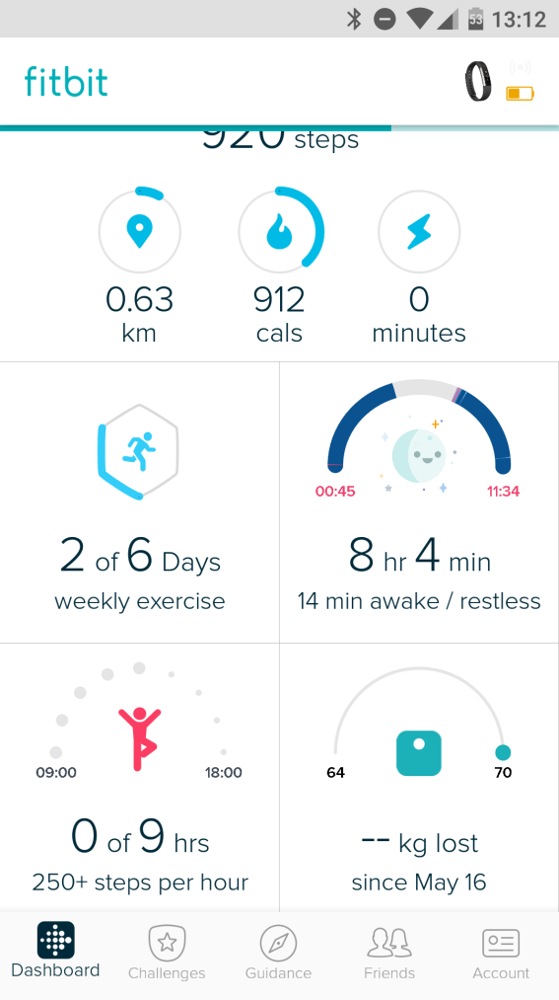 53 13:12
fitbit
920 steps
0.63 912 0
km cals minutes
00:45 11:34
2 of 6 Days 8 hr 4 min
weekly exercise 14 min awake / restless
09:00 18:00 64 70
0 of 9 hrs -- kg lost
250+ steps per hour since May 16
Dashboard Challenges Guidance Friends Account